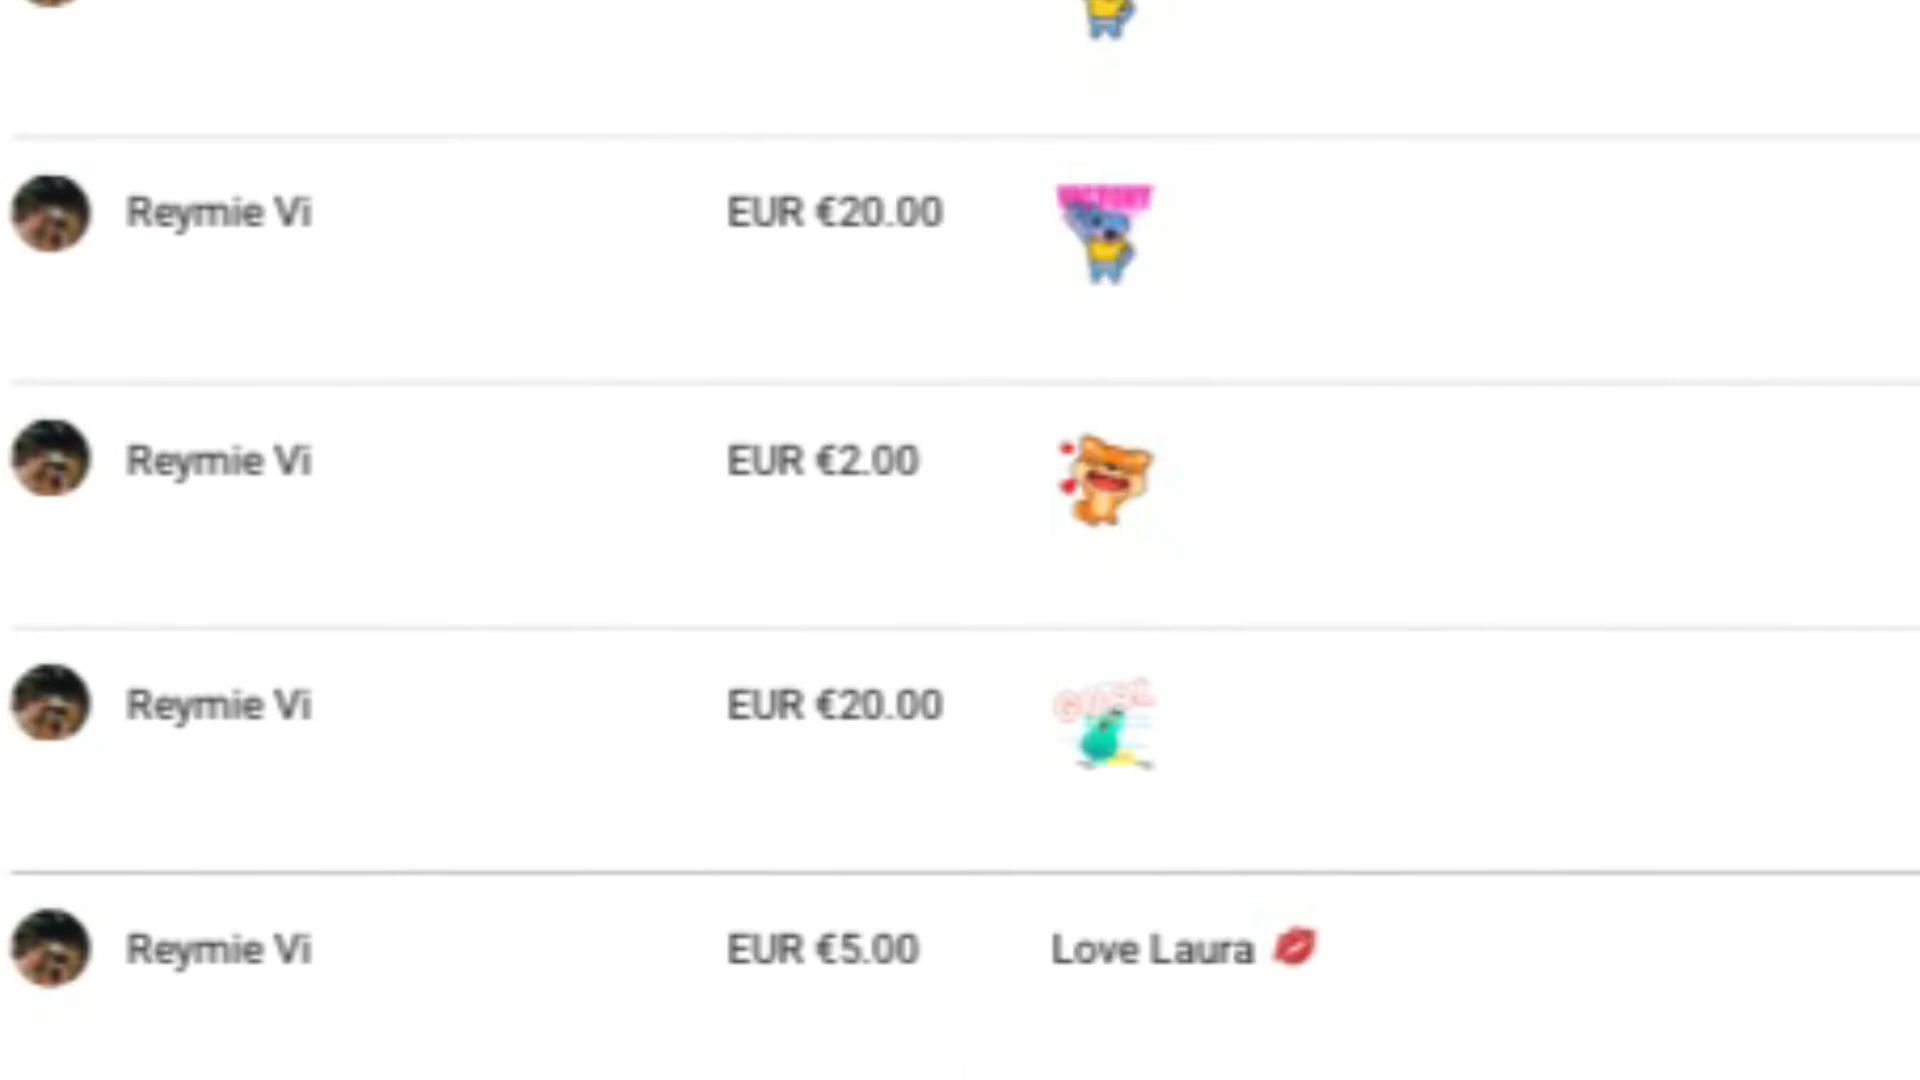 Reymie Vi EUR €20.00 VICTORY
Reymie Vi EUR €2.00
Reymie Vi EUR €20.00
Reymie Vi EUR €5.00 Love Laura 💋